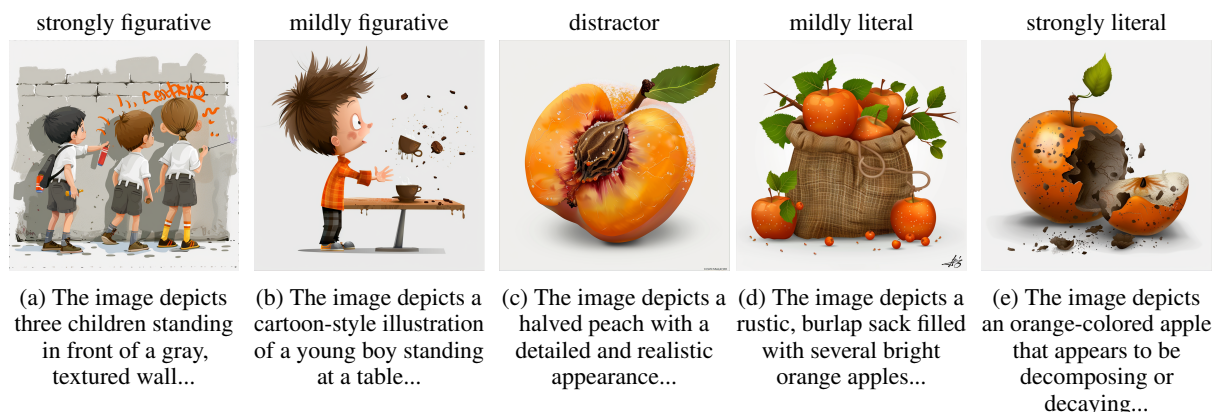 strongly figurative
mildly figurative
distractor
mildly literal
strongly literal
(a) The image depicts
three children standing
in front of a gray,
textured wall...
(b) The image depicts a
cartoon-style illustration
of a young boy standing
at a table...
(c) The image depicts a
halved peach with a
detailed and realistic
appearance...
(d) The image depicts a
rustic, burlap sack filled
with several bright
orange apples...
(e) The image depicts
an orange-colored apple
that appears to be
decomposing or
decaying...